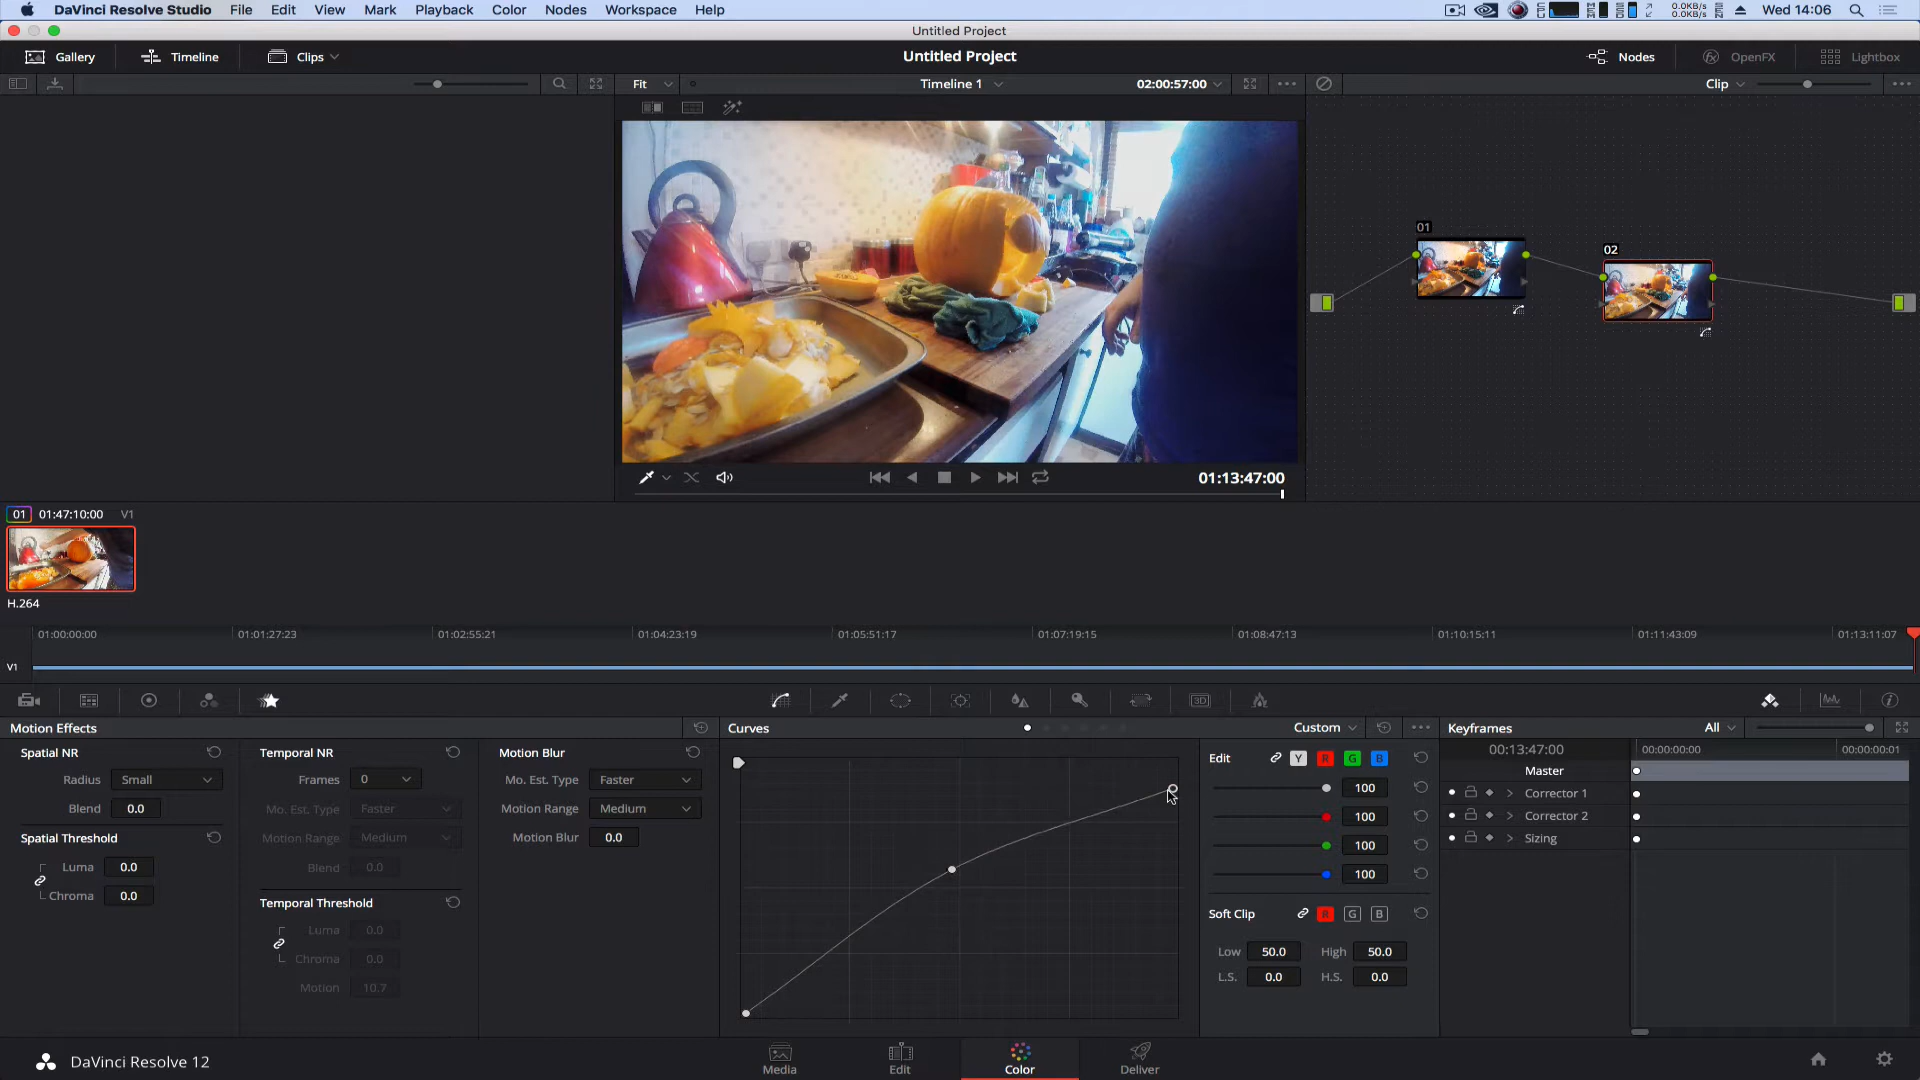 DaVinci Resolve Studio File Edit View Mark Playback Color Nodes Workspace Help 0.0KB/s 0.0KB/s Wed 14:06
Untitled Project
Gallery Timeline Clips Untitled Project Nodes OpenFX Lightbox
Fit Timeline 1 02:00:57:00 Clip
01
02
01:13:47:00
01 01:47:10:00 V1
H.264
01:00:00:00 01:01:27:23 01:02:55:21 01:04:23:19 01:05:51:17 01:07:19:15 01:08:47:13 01:10:15:11 01:11:43:09 01:13:11:07
V1
3D
Motion Effects Curves Custom Keyframes All
Spatial NR Temporal NR Motion Blur Edit Y R G B 00:13:47:00 00:00:00:00 00:00:00:01
Radius Small Frames 0 Mo. Est. Type Faster 100 Master
Blend 0.0 Mo. Est. Type Faster Motion Range Medium 100 Corrector 1
Spatial Threshold Motion Range Medium Motion Blur 0.0 100 Corrector 2
Luma 0.0 Blend 0.0 100 Sizing
Chroma 0.0 Temporal Threshold Soft Clip R G B
Luma 0.0 Low 50.0 High 50.0
Chroma 0.0 L.S. 0.0 H.S. 0.0
Motion 10.7
DaVinci Resolve 12 Media Edit Color Deliver